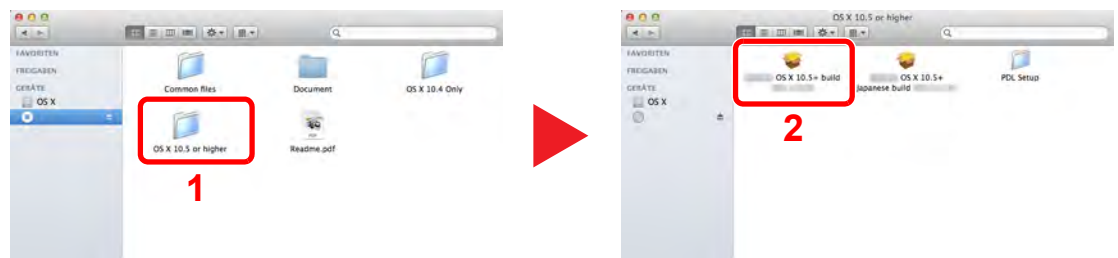 FAVORITEN
FREIGABEN
GERÄTE
OS X
Common files
Document
OS X 10.4 Only
OS X 10.5 or higher
Readme.pdf
1
OS X 10.5 or higher
FAVORITEN
FREIGABEN
GERÄTE
OS X
OS X 10.5+ build
OS X 10.5+
Japanese build
PDL Setup
2